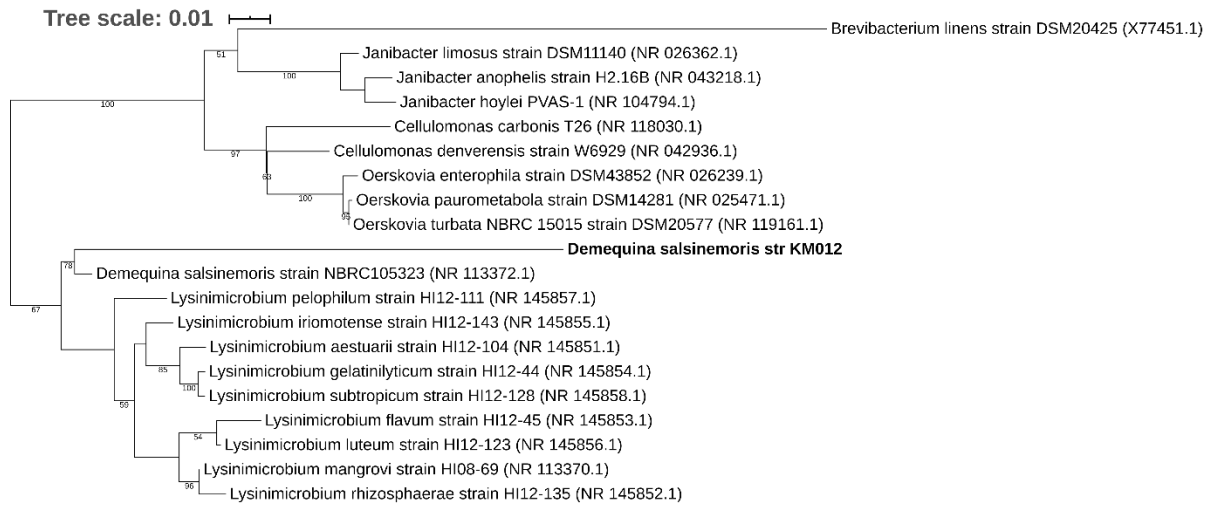 Tree scale: 0.01
Brevibacterium linens strain DSM20425 (X77451.1)
51
Janibacter limosus strain DSM11140 (NR 026362.1)
100
Janibacter anophelis strain H2.16B (NR 043218.1)
Janibacter hoylei PVAS-1 (NR 104794.1)
100
Cellulomonas carbonis T26 (NR 118030.1)
97
Cellulomonas denverensis strain W6929 (NR 042936.1)
63
Oerskovia enterophila strain DSM43852 (NR 026239.1)
100
Oerskovia paurometabola strain DSM14281 (NR 025471.1)
95
Oerskovia turbata NBRC 15015 strain DSM20577 (NR 119161.1)
Demequina salsinemoris str KM012
78
Demequina salsinemoris strain NBRC105323 (NR 113372.1)
67
Lysinimicrobium pelophilum strain HI12-111 (NR 145857.1)
Lysinimicrobium iriomotense strain HI12-143 (NR 145855.1)
Lysinimicrobium aestuarii strain HI12-104 (NR 145851.1)
85
Lysinimicrobium gelatinilyticum strain HI12-44 (NR 145854.1)
100
Lysinimicrobium subtropicum strain HI12-128 (NR 145858.1)
59
Lysinimicrobium flavum strain HI12-45 (NR 145853.1)
54
Lysinimicrobium luteum strain HI12-123 (NR 145856.1)
Lysinimicrobium mangrovi strain HI08-69 (NR 113370.1)
96
Lysinimicrobium rhizosphaerae strain HI12-135 (NR 145852.1)